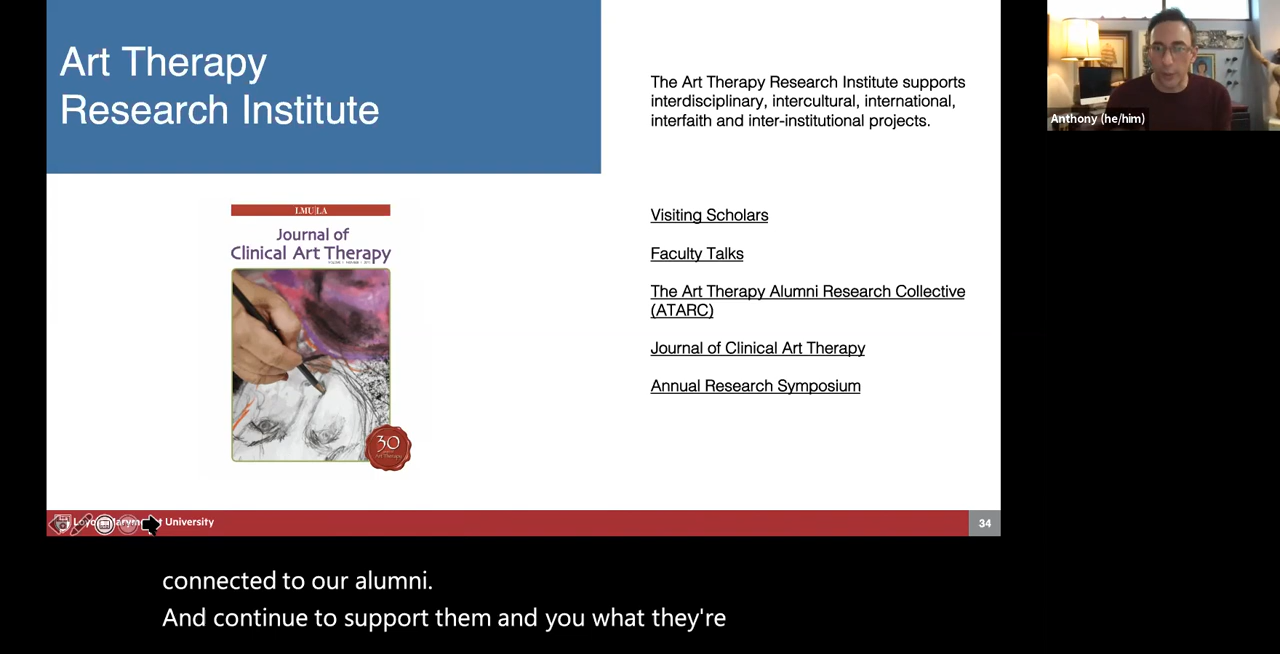 Art Therapy
Research Institute
The Art Therapy Research Institute supports
interdisciplinary, intercultural, international,
interfaith and inter-institutional projects.
Anthony (he/him)
LMU|LA
Journal of
Clinical Art Therapy
30
Art Therapy
Visiting Scholars
Faculty Talks
The Art Therapy Alumni Research Collective
(ATARC)
Journal of Clinical Art Therapy
Annual Research Symposium
University
34
connected to our alumni.
And continue to support them and you what they're